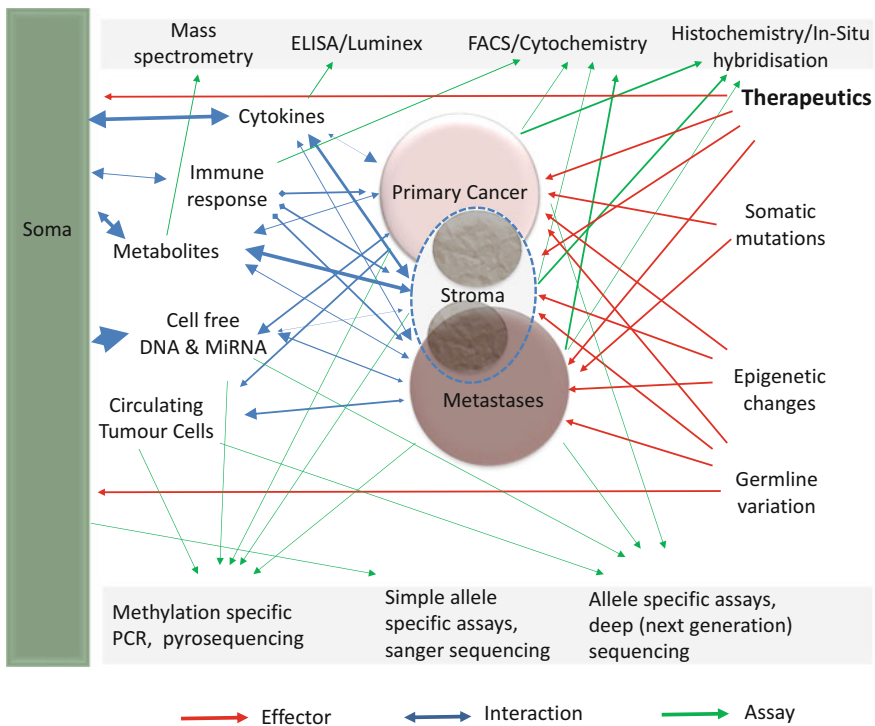 Mass
spectrometry
ELISA/Luminex
FACS/Cytochemistry
Histochemistry/In-Situ
hybridisation
Therapeutics
Cytokines
Immune
response
Primary Cancer
Somatic
mutations
Soma
Metabolites
Stroma
Cell free
DNA & MiRNA
Epigenetic
changes
Metastases
Circulating
Tumour Cells
Germline
variation
Methylation specific
PCR, pyrosequencing
Simple allele
specific assays,
sanger sequencing
Allele specific assays,
deep (next generation)
sequencing
Effector
Interaction
Assay